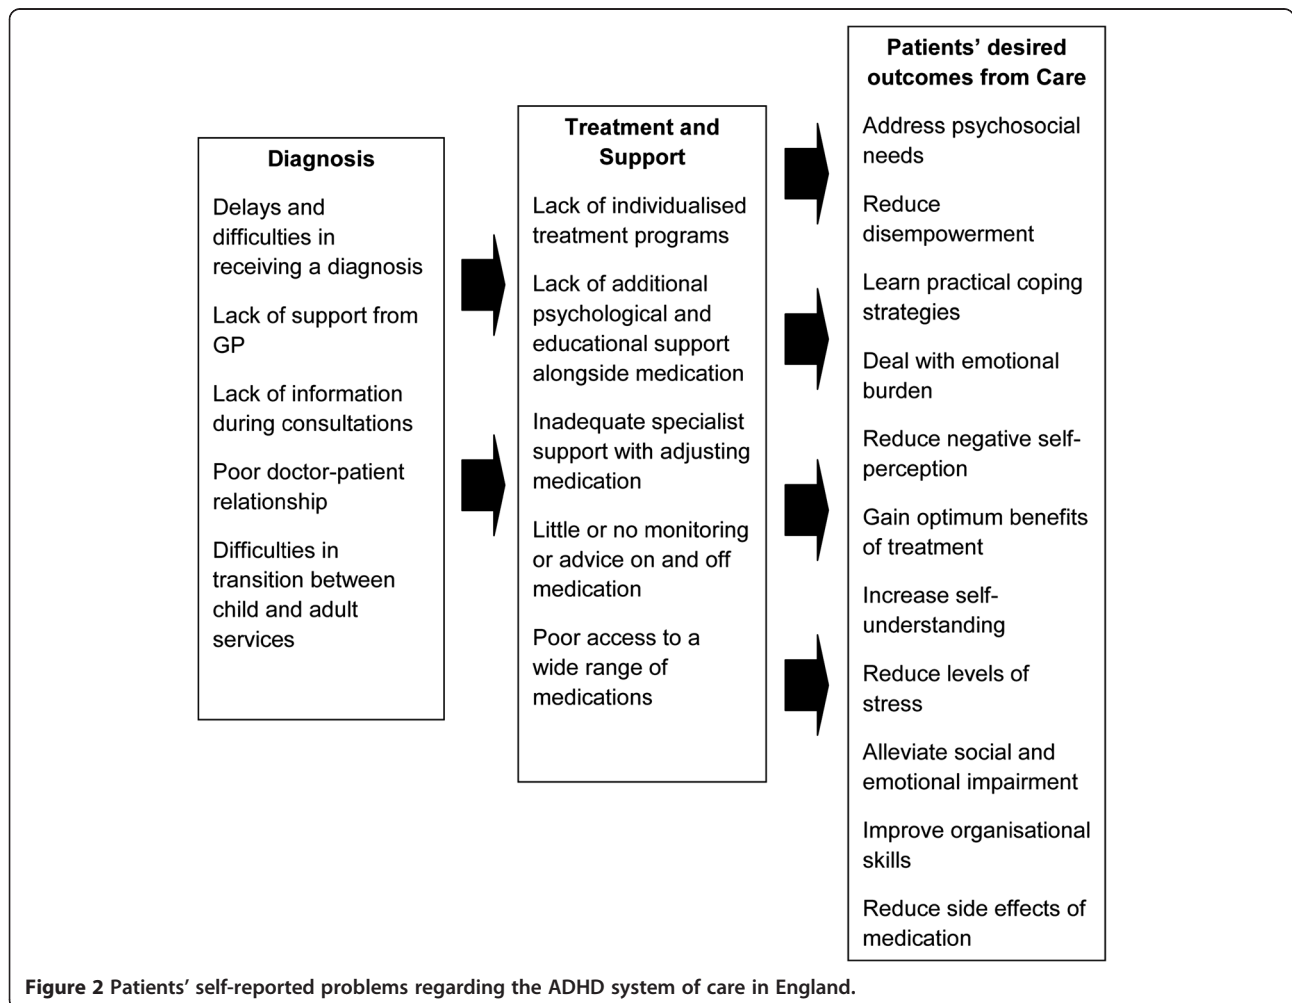 Diagnosis
Delays and
difficulties in
receiving a diagnosis
Lack of support from
GP
Lack of information
during consultations
Poor doctor-patient
relationship
Difficulties in
transition between
child and adult
services
Treatment and
Support
Lack of individualised
treatment programs
Lack of additional
psychological and
educational support
alongside medication
Inadequate specialist
support with adjusting
medication
Little or no monitoring
or advice on and off
medication
Poor access to a
wide range of
medications
Patients’ desired
outcomes from Care
Address psychosocial
needs
Reduce
disempowerment
Learn practical coping
strategies
Deal with emotional
burden
Reduce negative self-
perception
Gain optimum benefits
of treatment
Increase self-
understanding
Reduce levels of
stress
Alleviate social and
emotional impairment
Improve organisational
skills
Reduce side effects of
medication
Figure 2 Patients’ self-reported problems regarding the ADHD system of care in England.